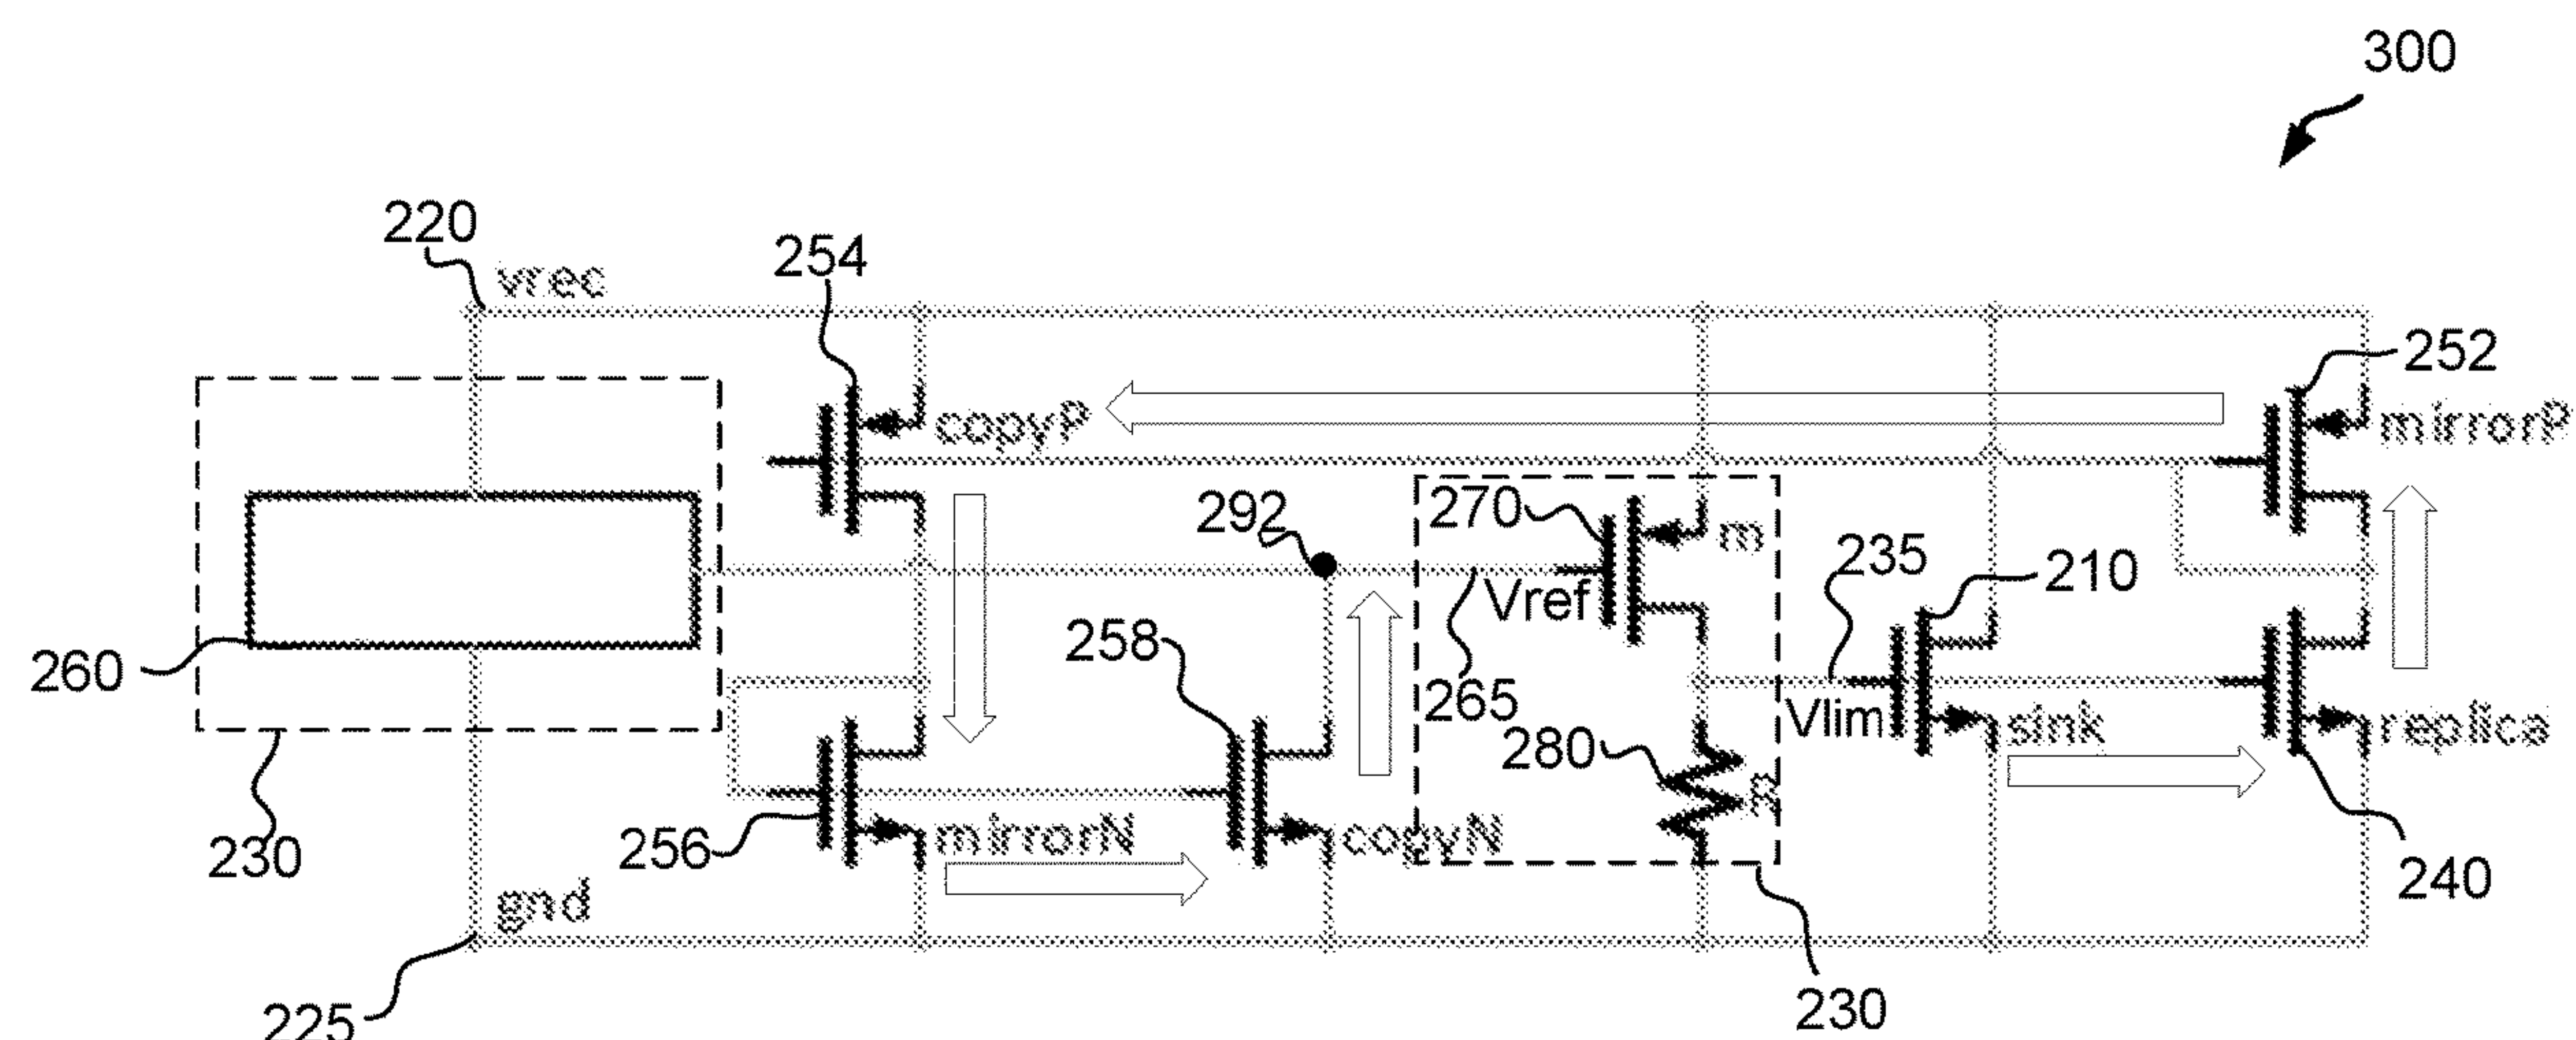 300
220
vrec
254
252
copyP
mirrorP
270
m
292
235
210
Vref
260
258
265
Vlim
sink
replica
280
R
256
mirrorN
copyN
230
240
gnd
225
230